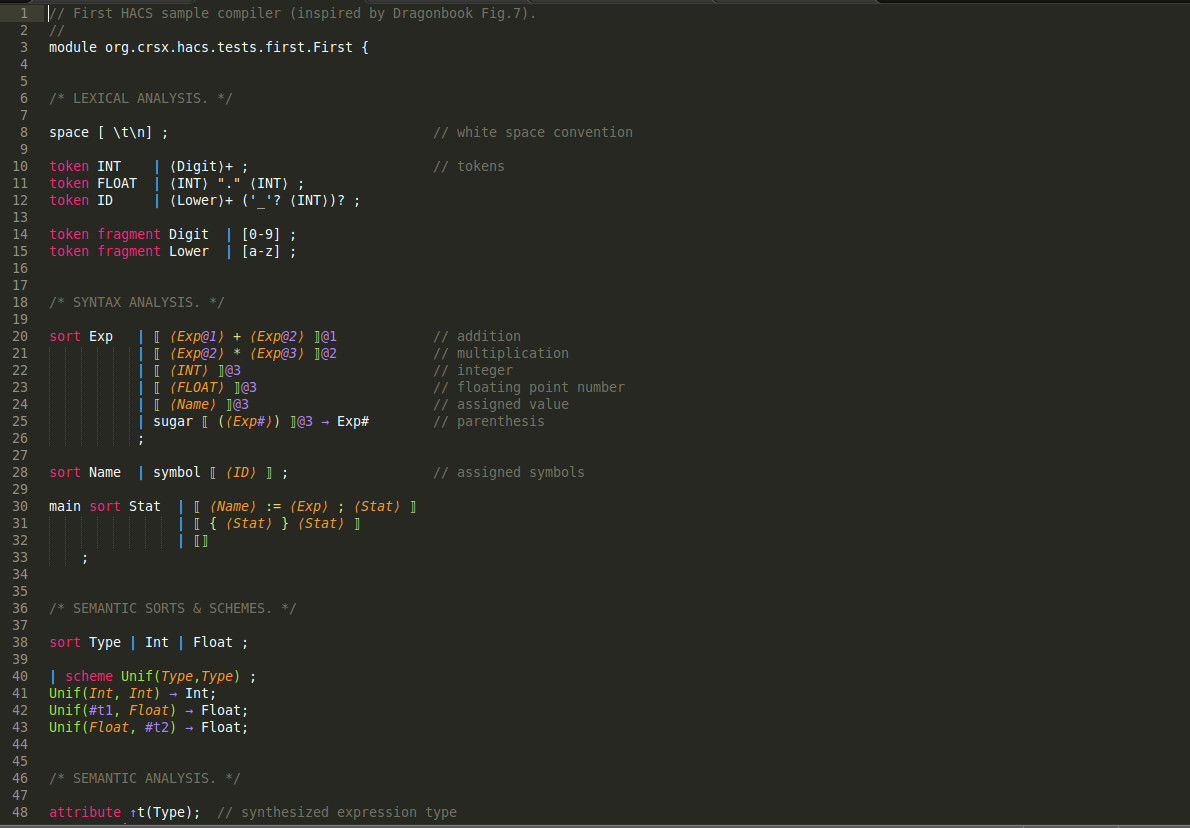 1 // First HACS sample compiler (inspired by Dragonbook Fig.7).
2 //
3 module org.crsx.hacs.tests.first.First {
4
5
6 /* LEXICAL ANALYSIS. */
7
8 space [ \t\n] ; // white space convention
9
10 token INT | ⟨Digit⟩+ ; // tokens
11 token FLOAT | ⟨INT⟩ "." ⟨INT⟩ ;
12 token ID | ⟨Lower⟩+ ('_'? ⟨INT⟩)? ;
13
14 token fragment Digit | [0-9] ;
15 token fragment Lower | [a-z] ;
16
17
18 /* SYNTAX ANALYSIS. */
19
20 sort Exp | ⟦ ⟨Exp@1⟩ + ⟨Exp@2⟩ ⟧@1 // addition
21 | ⟦ ⟨Exp@2⟩ * ⟨Exp@3⟩ ⟧@2 // multiplication
22 | ⟦ ⟨INT⟩ ⟧@3 // integer
23 | ⟦ ⟨FLOAT⟩ ⟧@3 // floating point number
24 | ⟦ ⟨Name⟩ ⟧@3 // assigned value
25 | sugar ⟦ (⟨Exp#⟩) ⟧@3 → Exp# // parenthesis
26 ;
27
28 sort Name | symbol ⟦ ⟨ID⟩ ⟧ ; // assigned symbols
29
30 main sort Stat | ⟦ ⟨Name⟩ := ⟨Exp⟩ ; ⟨Stat⟩ ⟧
31 | ⟦ { ⟨Stat⟩ } ⟨Stat⟩ ⟧
32 | ⟦⟧
33 ;
34
35
36 /* SEMANTIC SORTS & SCHEMES. */
37
38 sort Type | Int | Float ;
39
40 | scheme Unif(Type,Type) ;
41 Unif(Int, Int) → Int;
42 Unif(#t1, Float) → Float;
43 Unif(Float, #t2) → Float;
44
45
46 /* SEMANTIC ANALYSIS. */
47
48 attribute ↑t(Type); // synthesized expression type